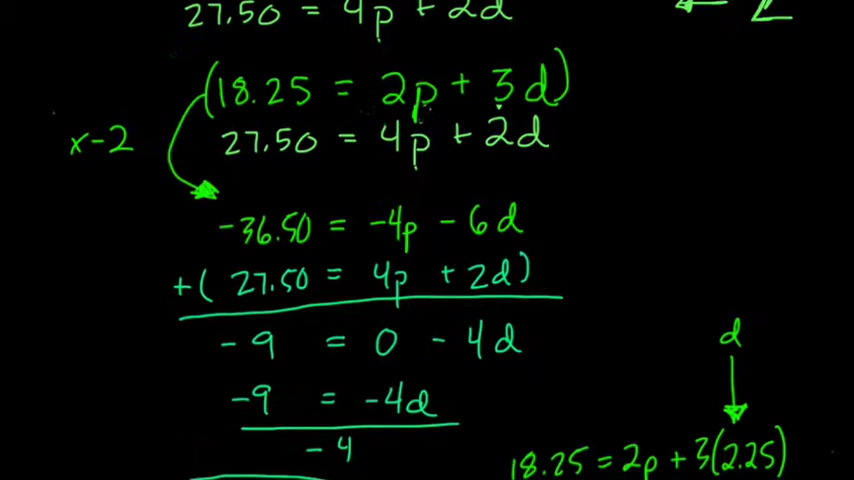 27.50 = 4p + 2d
← 2
(18.25 = 2p + 3d)
x-2
27.50 = 4p + 2d
-36.50 = -4p - 6d
+( 27.50 = 4p + 2d)
-9 = 0 - 4d
d
-9 = -4d
-4
18.25 = 2p + 3(2.25)